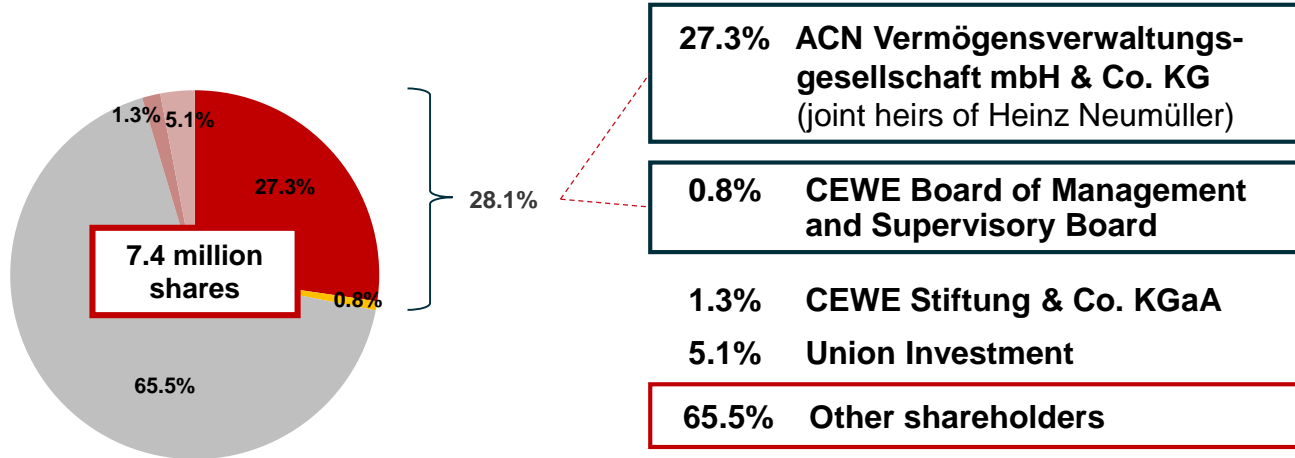 1.3%
5.1%
27.3%
7.4 million
shares
0.8%
65.5%
28.1%
27.3% ACN Vermögensverwaltungs-
gesellschaft mbH & Co. KG
(joint heirs of Heinz Neumüller)
0.8% CEWE Board of Management
and Supervisory Board
1.3% CEWE Stiftung & Co. KGaA
5.1% Union Investment
65.5% Other shareholders